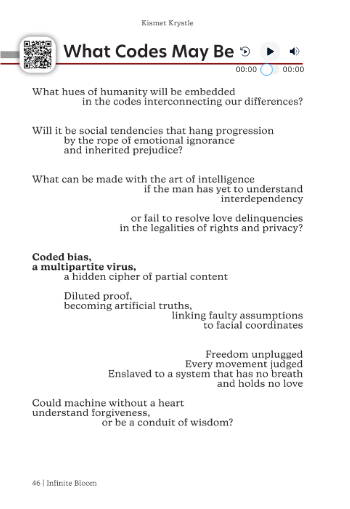 Kismet Krystle
What Codes May Be
00:00 00:00
What hues of humanity will be embedded
in the codes interconnecting our differences?
Will it be social tendencies that hang progression
by the rope of emotional ignorance
and inherited prejudice?
What can be made with the art of intelligence
if the man has yet to understand
interdependency
or fail to resolve love delinquencies
in the legalities of rights and privacy?
Coded bias,
a multipartite virus,
a hidden cipher of partial content
Diluted proof,
becoming artificial truths,
linking faulty assumptions
to facial coordinates
Freedom unplugged
Every movement judged
Enslaved to a system that has no breath
and holds no love
Could machine without a heart
understand forgiveness,
or be a conduit of wisdom?
46 | Infinite Bloom